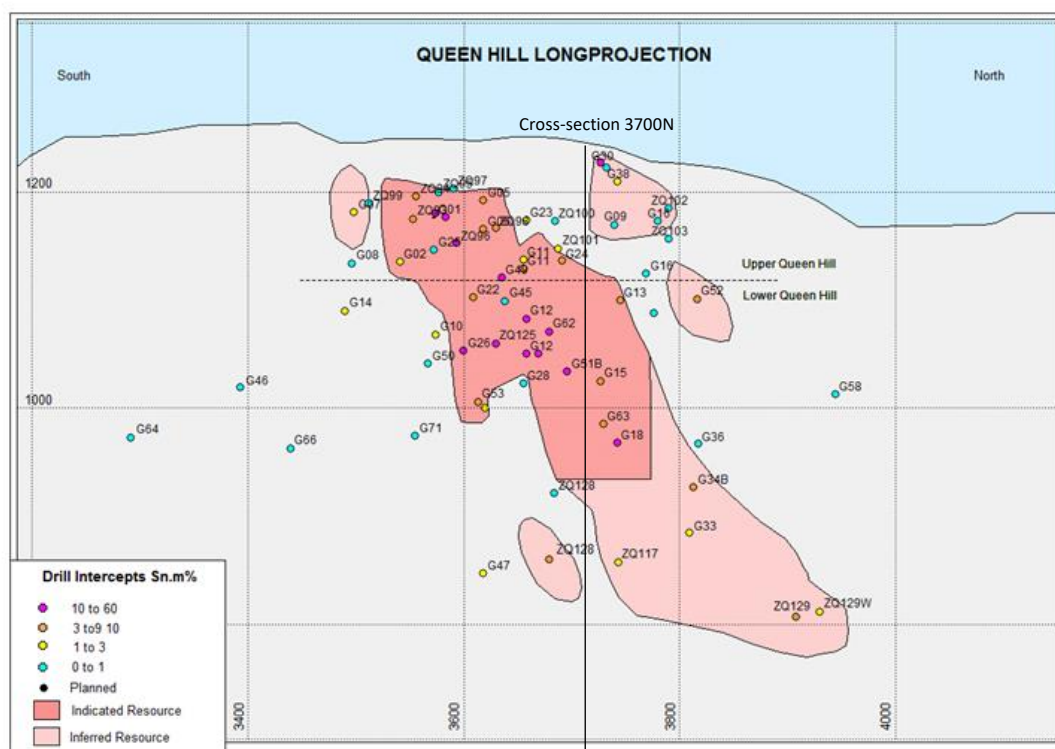 QUEEN HILL LONGPROJECTION
South
North
Cross-section 3700N
G30
G38
ZQ97
ZQ99
G05
1200
ZQ102
G23
ZQ100
G09
G16
ZQ96
ZQ103
ZQ96
G25
ZQ101
G02
G11
G24
G08
G11
G16
Upper Queen Hill
G49
G52
Lower Queen Hill
G22
G45
G13
G14
G12
G62
G10
ZQ125
G26
G12
G50
G51B
G15
G28
G46
G58
1000
G53
G63
G64
G71
G18
G66
G36
G34B
ZQ128
G33
ZQ128
ZQ117
G47
ZQ129
ZQ129W
Drill Intercepts Sn.m%
10 to 60
3 to9 10
1 to 3
0 to 1
Planned
Indicated Resource
Inferred Resource
3400
3600
3800
4000